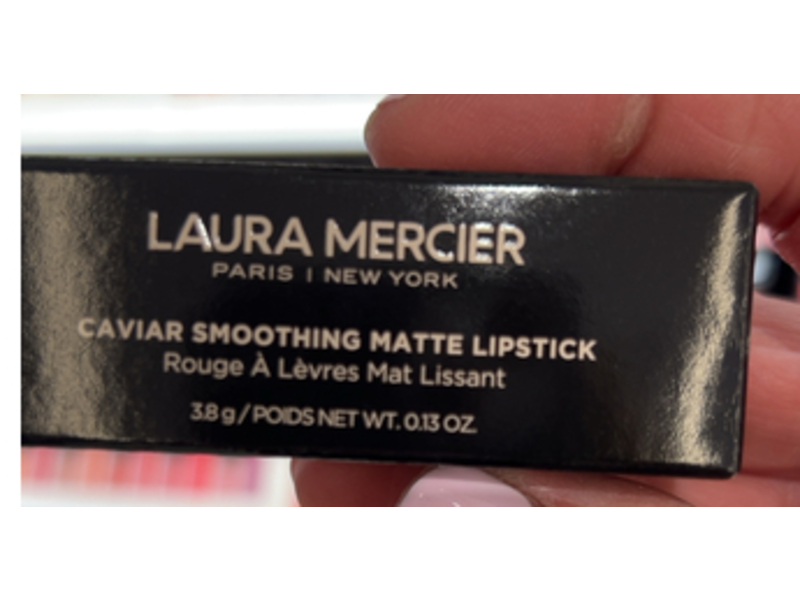 LAURA MERCIER
PARIS | NEW YORK
CAVIAR SMOOTHING MATTE LIPSTICK
Rouge À Lèvres Mat Lissant
3.8 g / POIDS NET WT. 0.13 OZ.